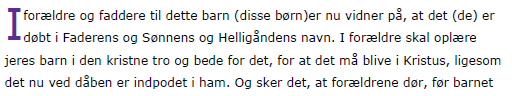 I forældre og faddere til dette barn (disse børn)er nu vidner på, at det (de) er
døbt i Faderens og Sønnens og Helligåndens navn. I forældre skal oplære
jeres barn i den kristne tro og bede for det, for at det må blive i Kristus, ligesom
det nu ved dåben er indpodet i ham. Og sker det, at forældrene dør, før barnet